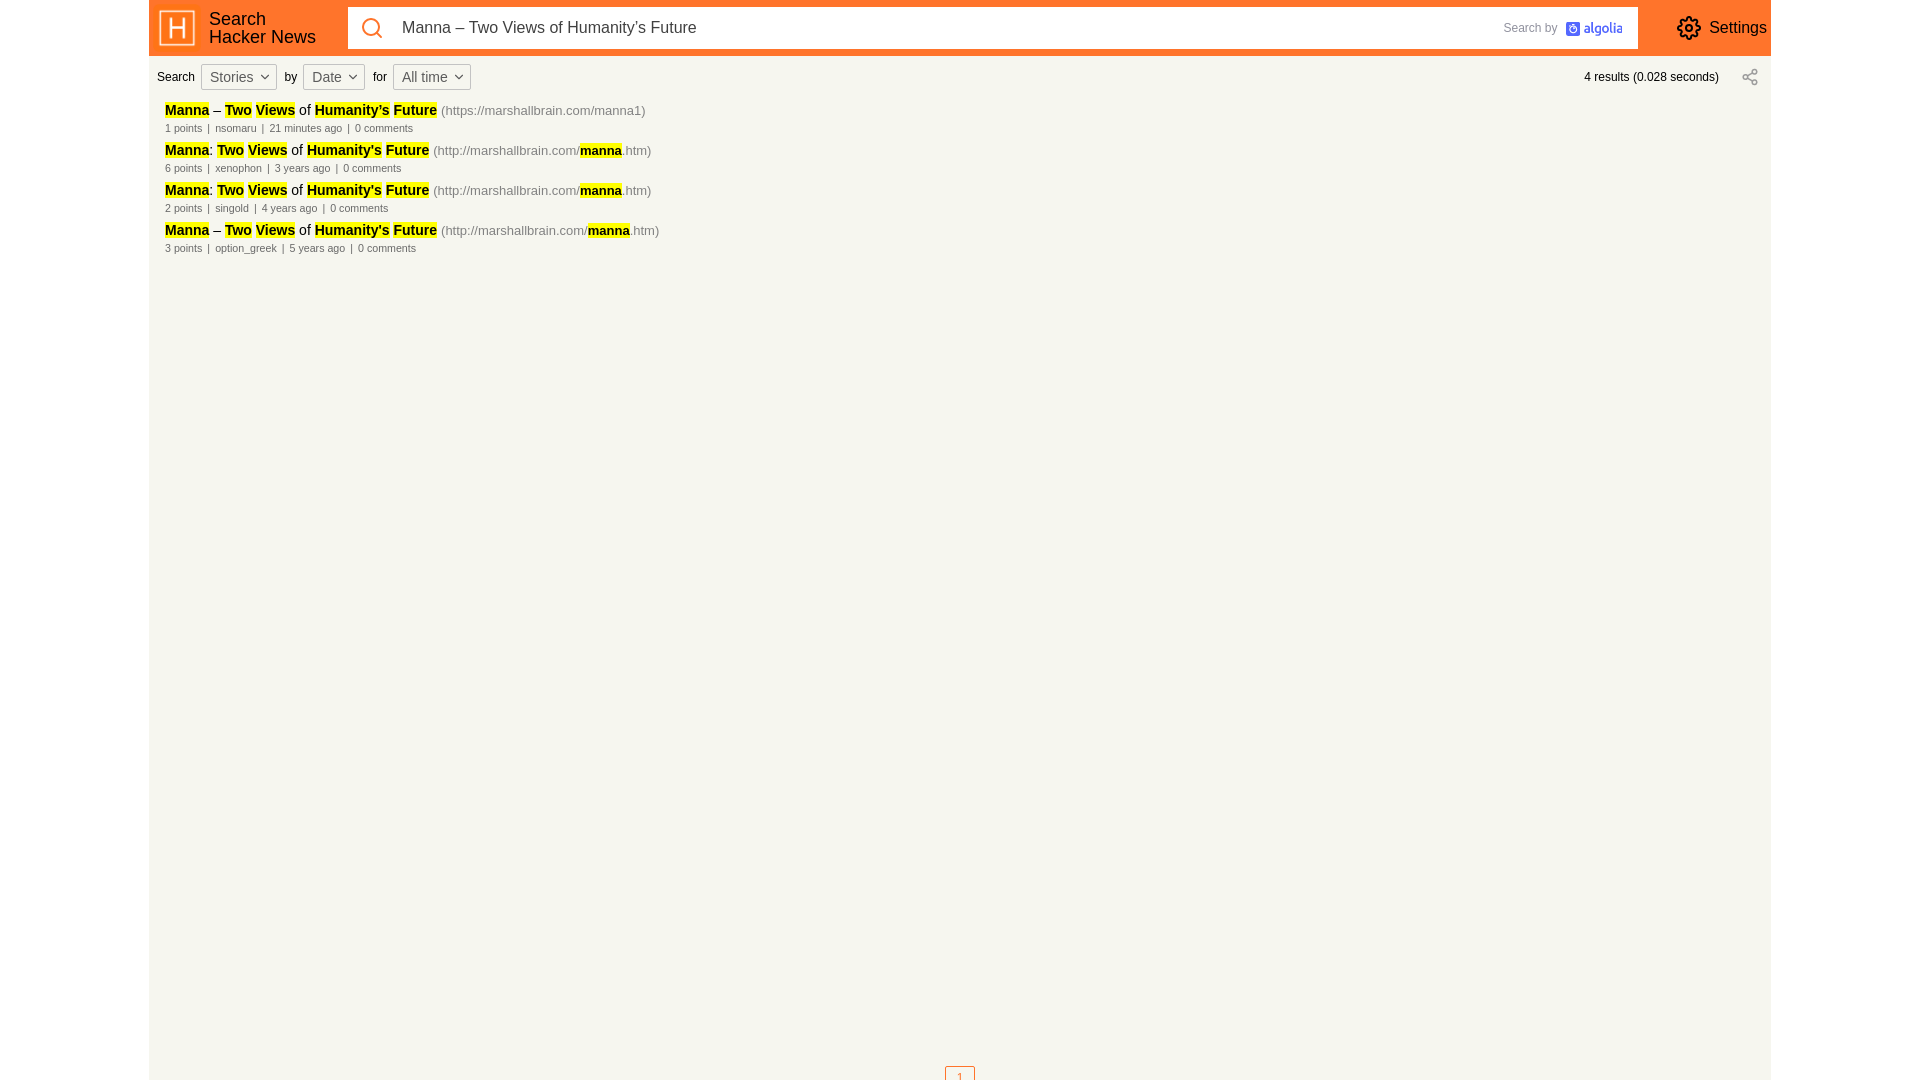 Search
Hacker News
Manna – Two Views of Humanity’s Future
Search by algolia
Settings
Search Stories by Date for All time
4 results (0.028 seconds)
Manna – Two Views of Humanity’s Future (https://marshallbrain.com/manna1)
1 points | nsomaru | 21 minutes ago | 0 comments
Manna: Two Views of Humanity's Future (http://marshallbrain.com/manna.htm)
6 points | xenophon | 3 years ago | 0 comments
Manna: Two Views of Humanity's Future (http://marshallbrain.com/manna.htm)
2 points | singold | 4 years ago | 0 comments
Manna – Two Views of Humanity's Future (http://marshallbrain.com/manna.htm)
3 points | option_greek | 5 years ago | 0 comments
1